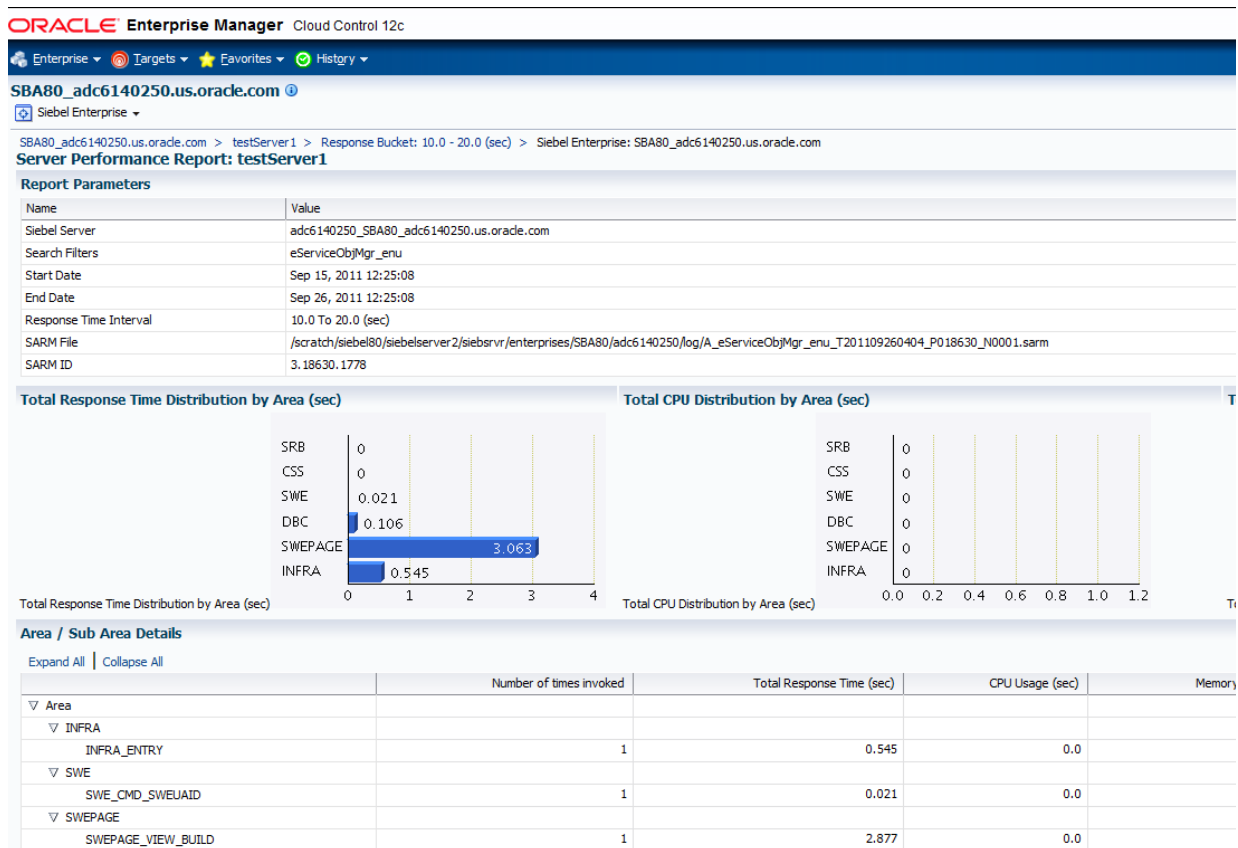 ORACLE Enterprise Manager Cloud Control 12c
Enterprise Targets Favorites History
SBA80_adc6140250.us.oracle.com
Siebel Enterprise
SBA80_adc6140250.us.oracle.com > testServer1 > Response Bucket: 10.0 - 20.0 (sec) > Siebel Enterprise: SBA80_adc6140250.us.oracle.com
Server Performance Report: testServer1
Report Parameters
Name Value
Siebel Server adc6140250_SBA80_adc6140250.us.oracle.com
Search Filters eServiceObjMgr_enu
Start Date Sep 15, 2011 12:25:08
End Date Sep 26, 2011 12:25:08
Response Time Interval 10.0 To 20.0 (sec)
SARM File /scratch/siebel80/siebelserver2/siebsrvr/enterprises/SBA80/adc6140250/log/A_eServiceObjMgr_enu_T201109260404_P018630_N0001.sarm
SARM ID 3.18630.1778
Total Response Time Distribution by Area (sec)
SRB 0
CSS 0
SWE 0.021
DBC 0.106
SWEPAGE 3.063
INFRA 0.545
0 1 2 3 4
Total Response Time Distribution by Area (sec)
Total CPU Distribution by Area (sec)
SRB 0
CSS 0
SWE 0
DBC 0
SWEPAGE 0
INFRA 0
0.0 0.2 0.4 0.6 0.8 1.0 1.2
Total CPU Distribution by Area (sec)
Area / Sub Area Details
Expand All | Collapse All
Number of times invoked Total Response Time (sec) CPU Usage (sec) Memory
Area
INFRA
INFRA_ENTRY 1 0.545 0.0
SWE
SWE_CMD_SWEUAID 1 0.021 0.0
SWEPAGE
SWEPAGE_VIEW_BUILD 1 2.877 0.0